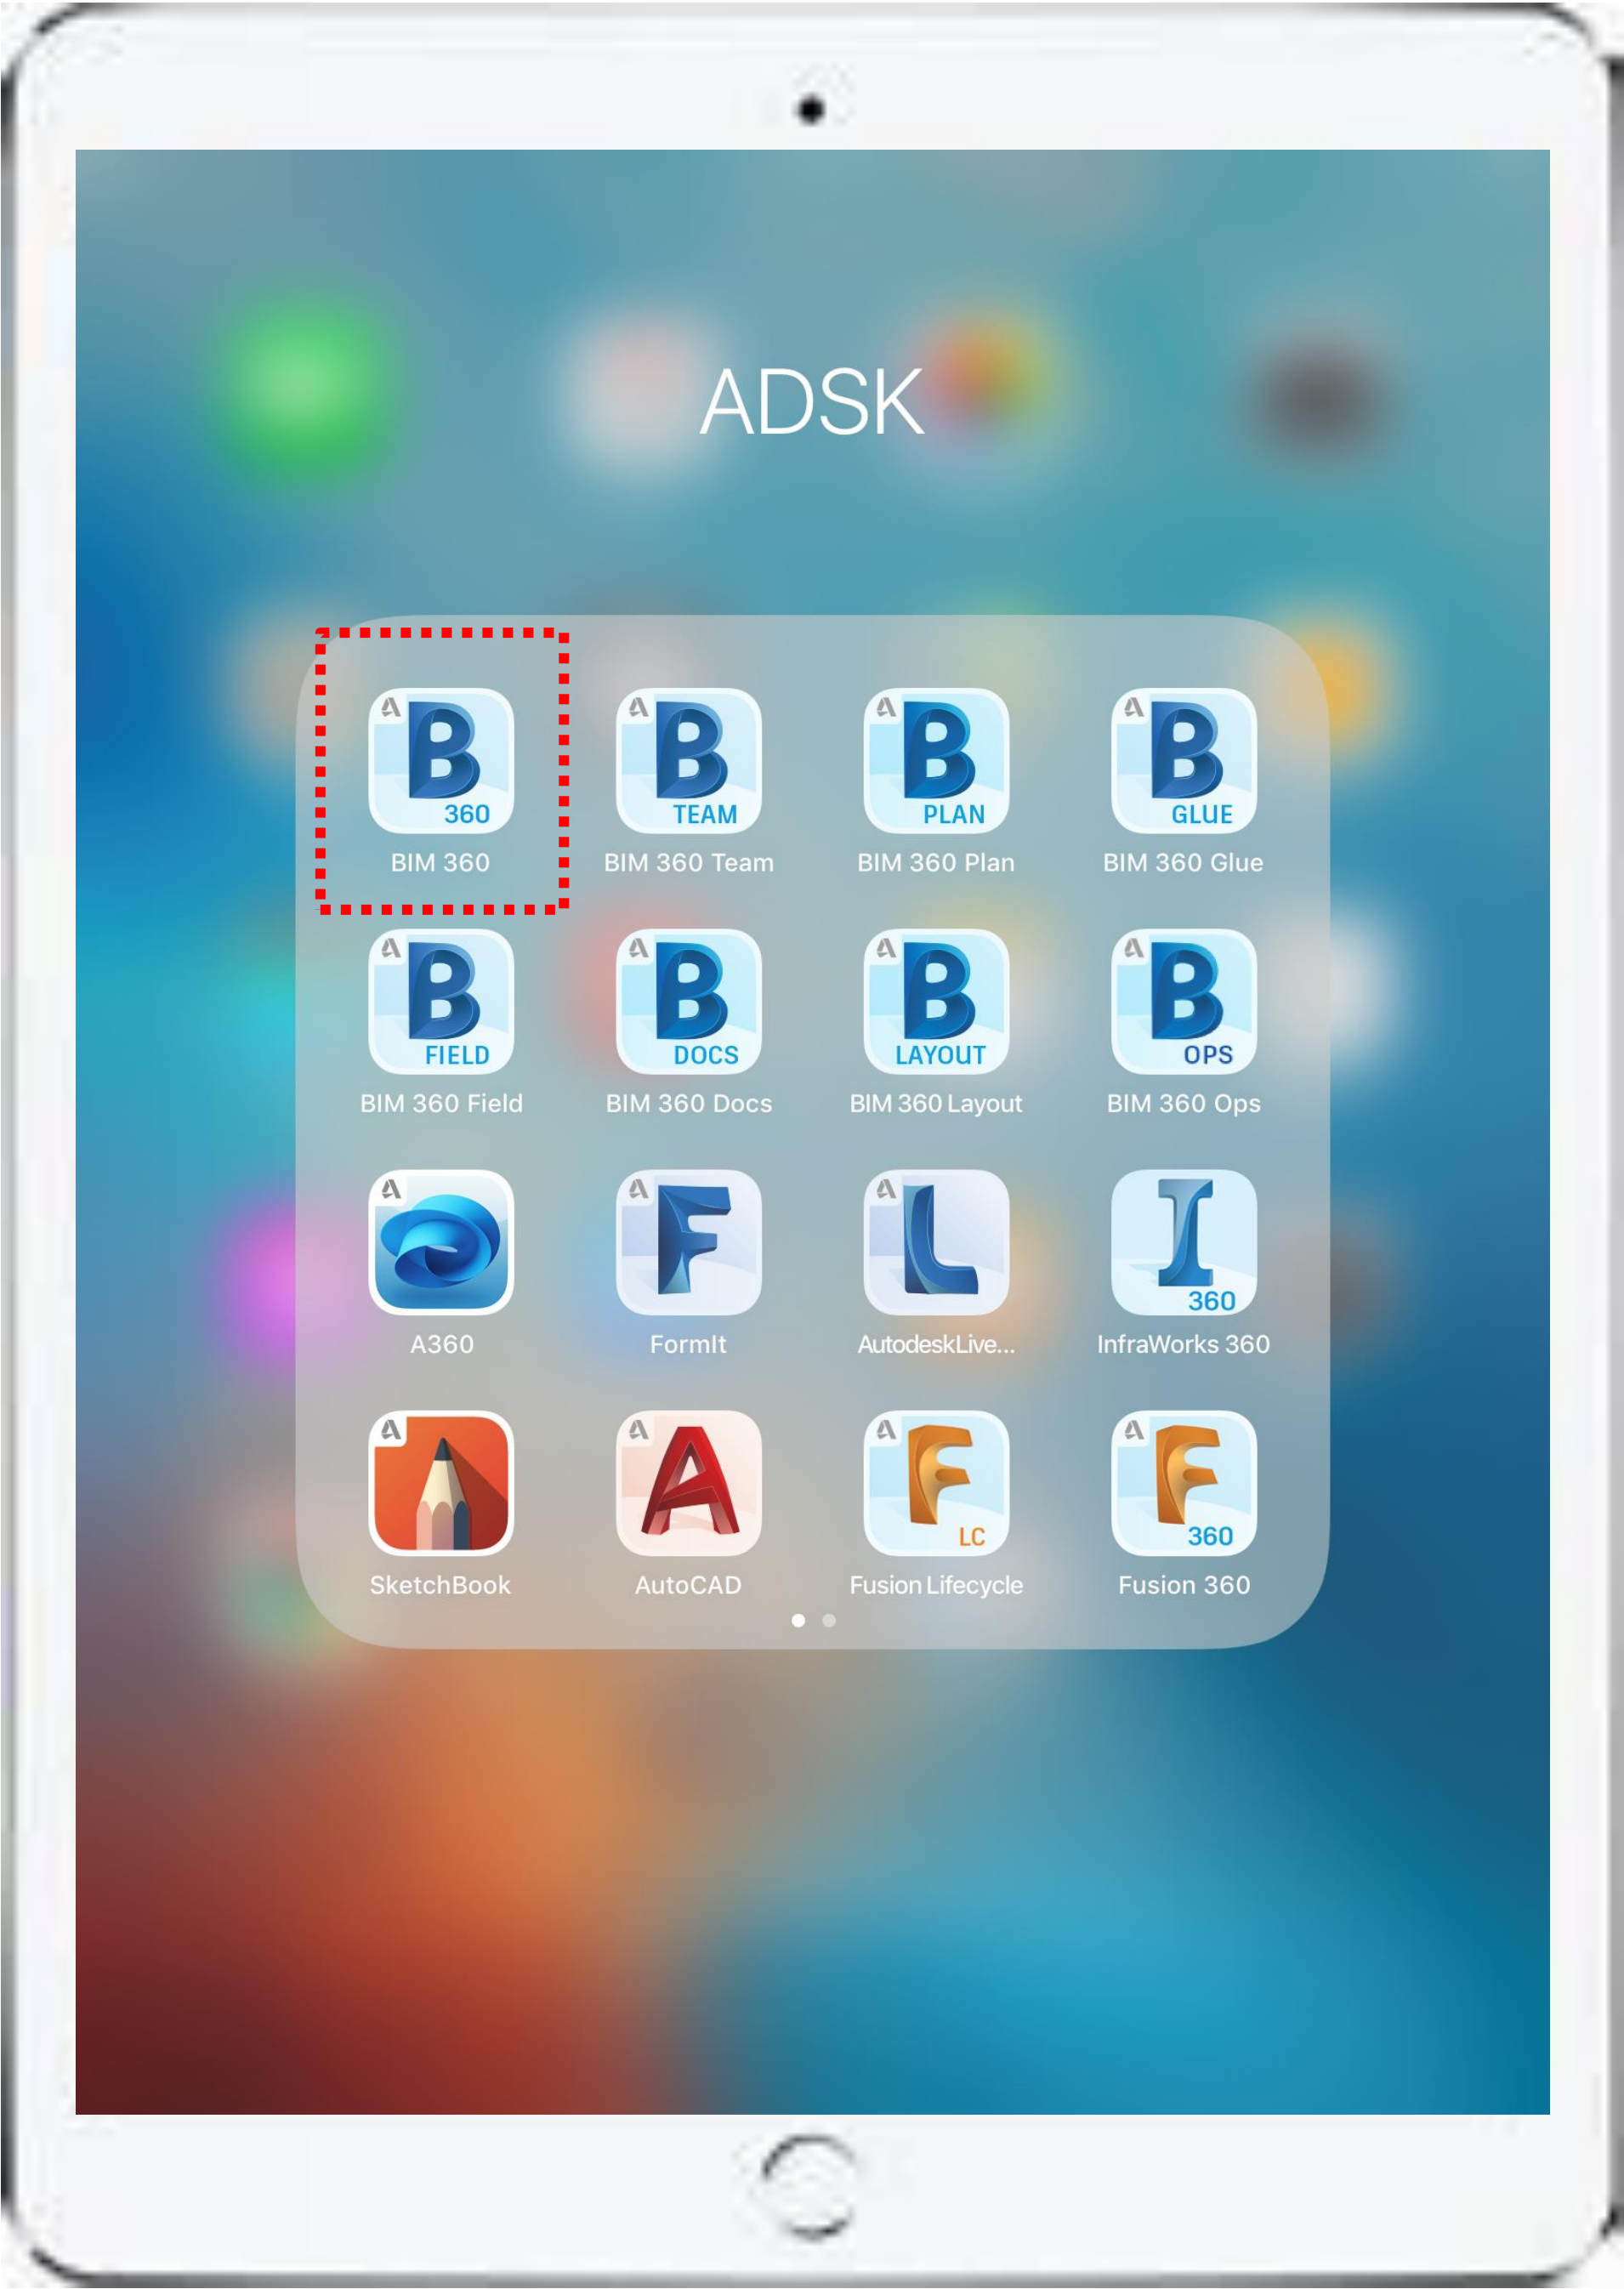 ADSK
360 TEAM PLAN GLUE
BIM 360 BIM 360 Team BIM 360 Plan BIM 360 Glue
FIELD DOCS LAYOUT OPS
BIM 360 Field BIM 360 Docs BIM 360 Layout BIM 360 Ops
360
A360 FormIt AutodeskLive... InfraWorks 360
LC 360
SketchBook AutoCAD Fusion Lifecycle Fusion 360